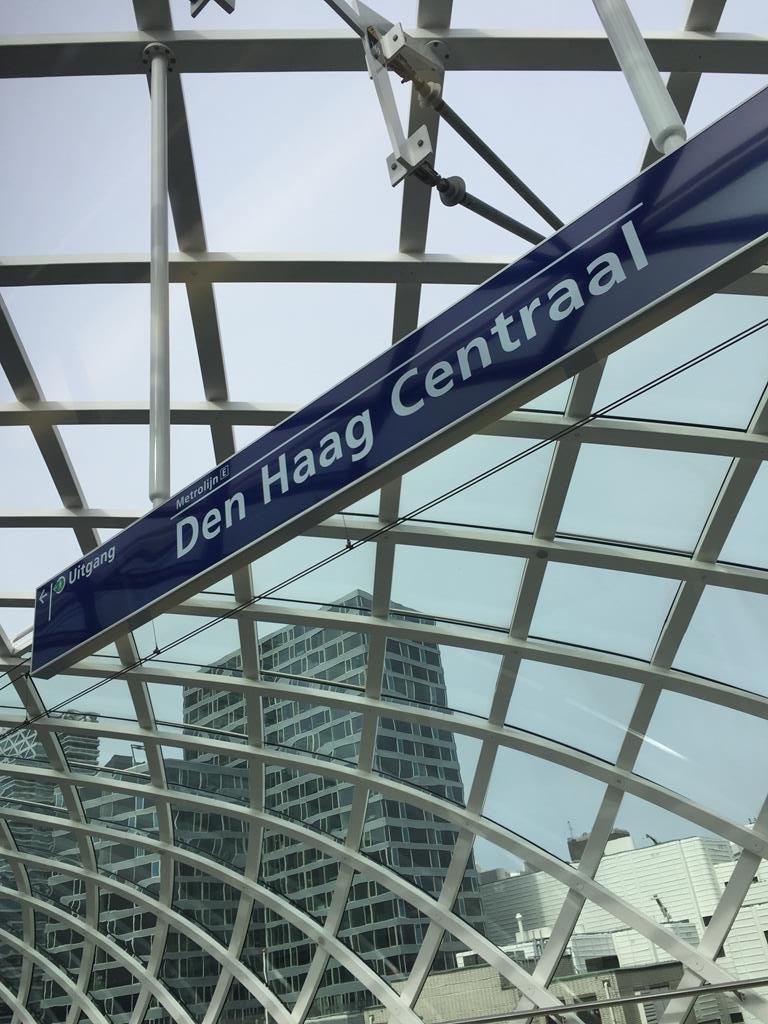 ← Uitgang
Metrolijn E
Den Haag Centraal